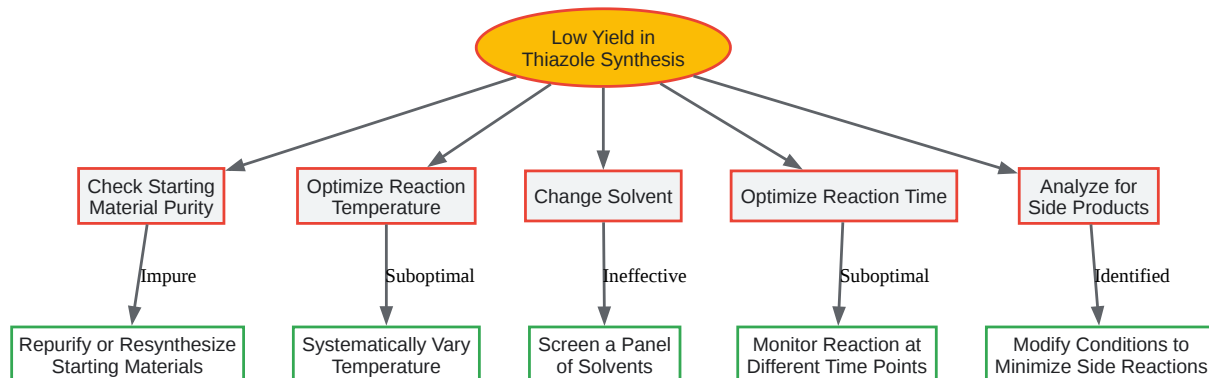 Low Yield in
Thiazole Synthesis
Check Starting
Material Purity
Optimize Reaction
Temperature
Change Solvent
Optimize Reaction Time
Analyze for
Side Products
Impure
Suboptimal
Ineffective
Suboptimal
Identified
Repurify or Resynthesize
Starting Materials
Systematically Vary
Temperature
Screen a Panel
of Solvents
Monitor Reaction at
Different Time Points
Modify Conditions to
Minimize Side Reactions